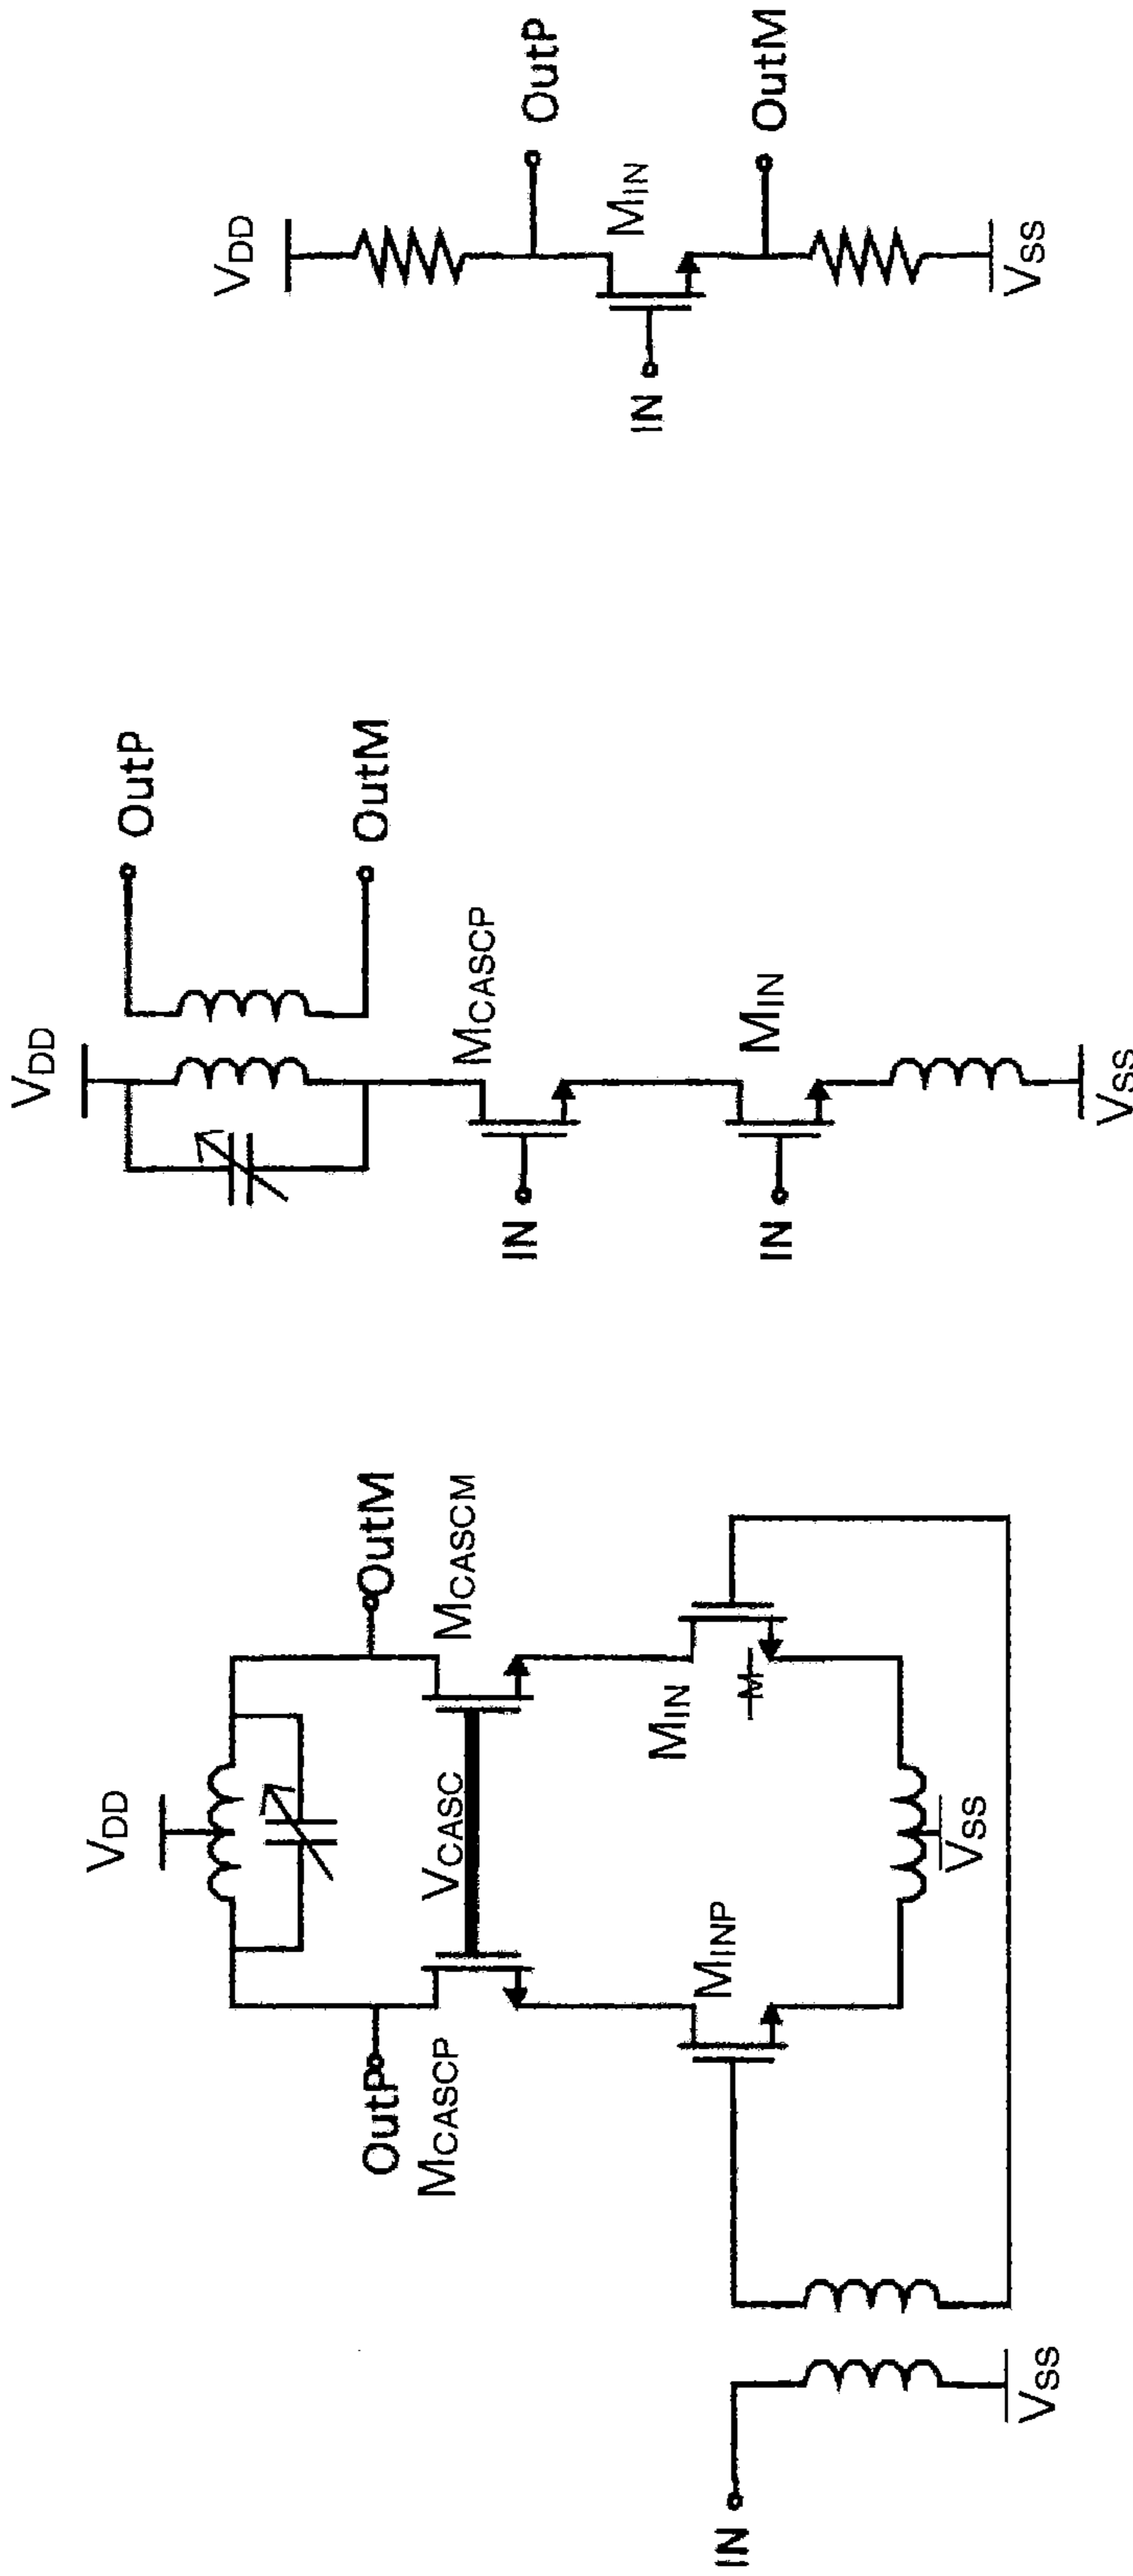 IN
VSS
OutP
MCASCP
VDD
VCASC
MINP
VSS
OutM
MCASCM
MIN
M
VDD
OutP
OutM
MCASCP
IN
MIN
IN
VSS
VDD
OutP
MIN
IN
OutM
VSS